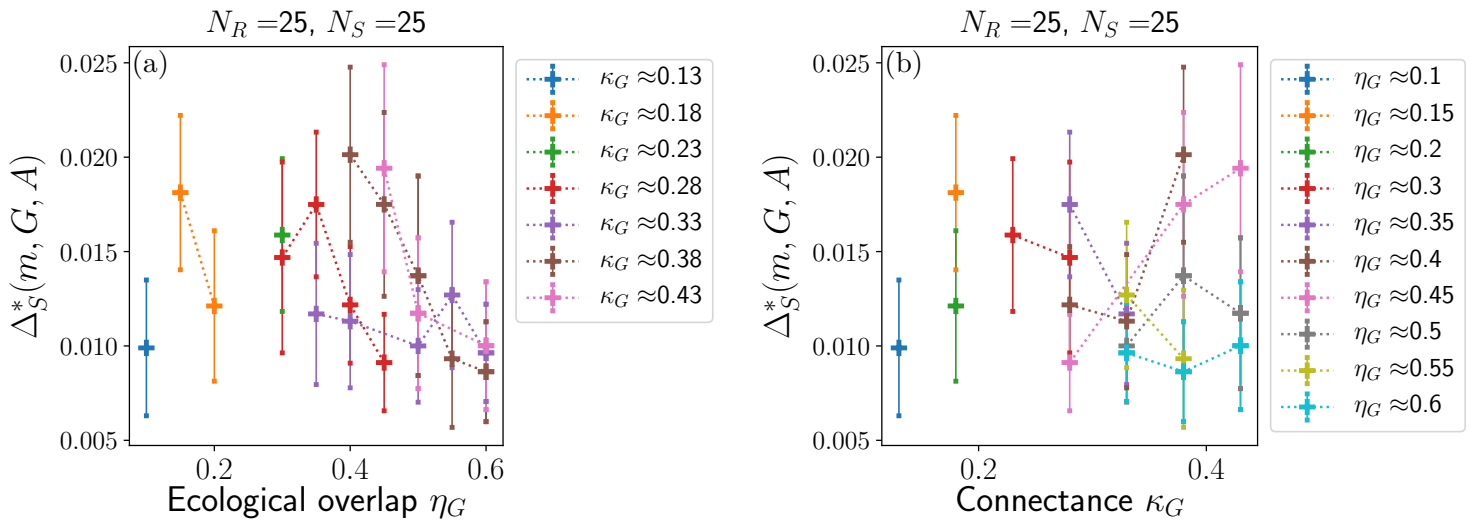 N_R =25, N_S =25
(a)
0.025
0.020
0.015
0.010
0.005
Δ*_S(m, G, A)
0.2 0.4 0.6
Ecological overlap η_G
κ_G ≈0.13
κ_G ≈0.18
κ_G ≈0.23
κ_G ≈0.28
κ_G ≈0.33
κ_G ≈0.38
κ_G ≈0.43
N_R =25, N_S =25
(b)
0.025
0.020
0.015
0.010
0.005
Δ*_S(m, G, A)
0.2 0.4
Connectance κ_G
η_G ≈0.1
η_G ≈0.15
η_G ≈0.2
η_G ≈0.3
η_G ≈0.35
η_G ≈0.4
η_G ≈0.45
η_G ≈0.5
η_G ≈0.55
η_G ≈0.6